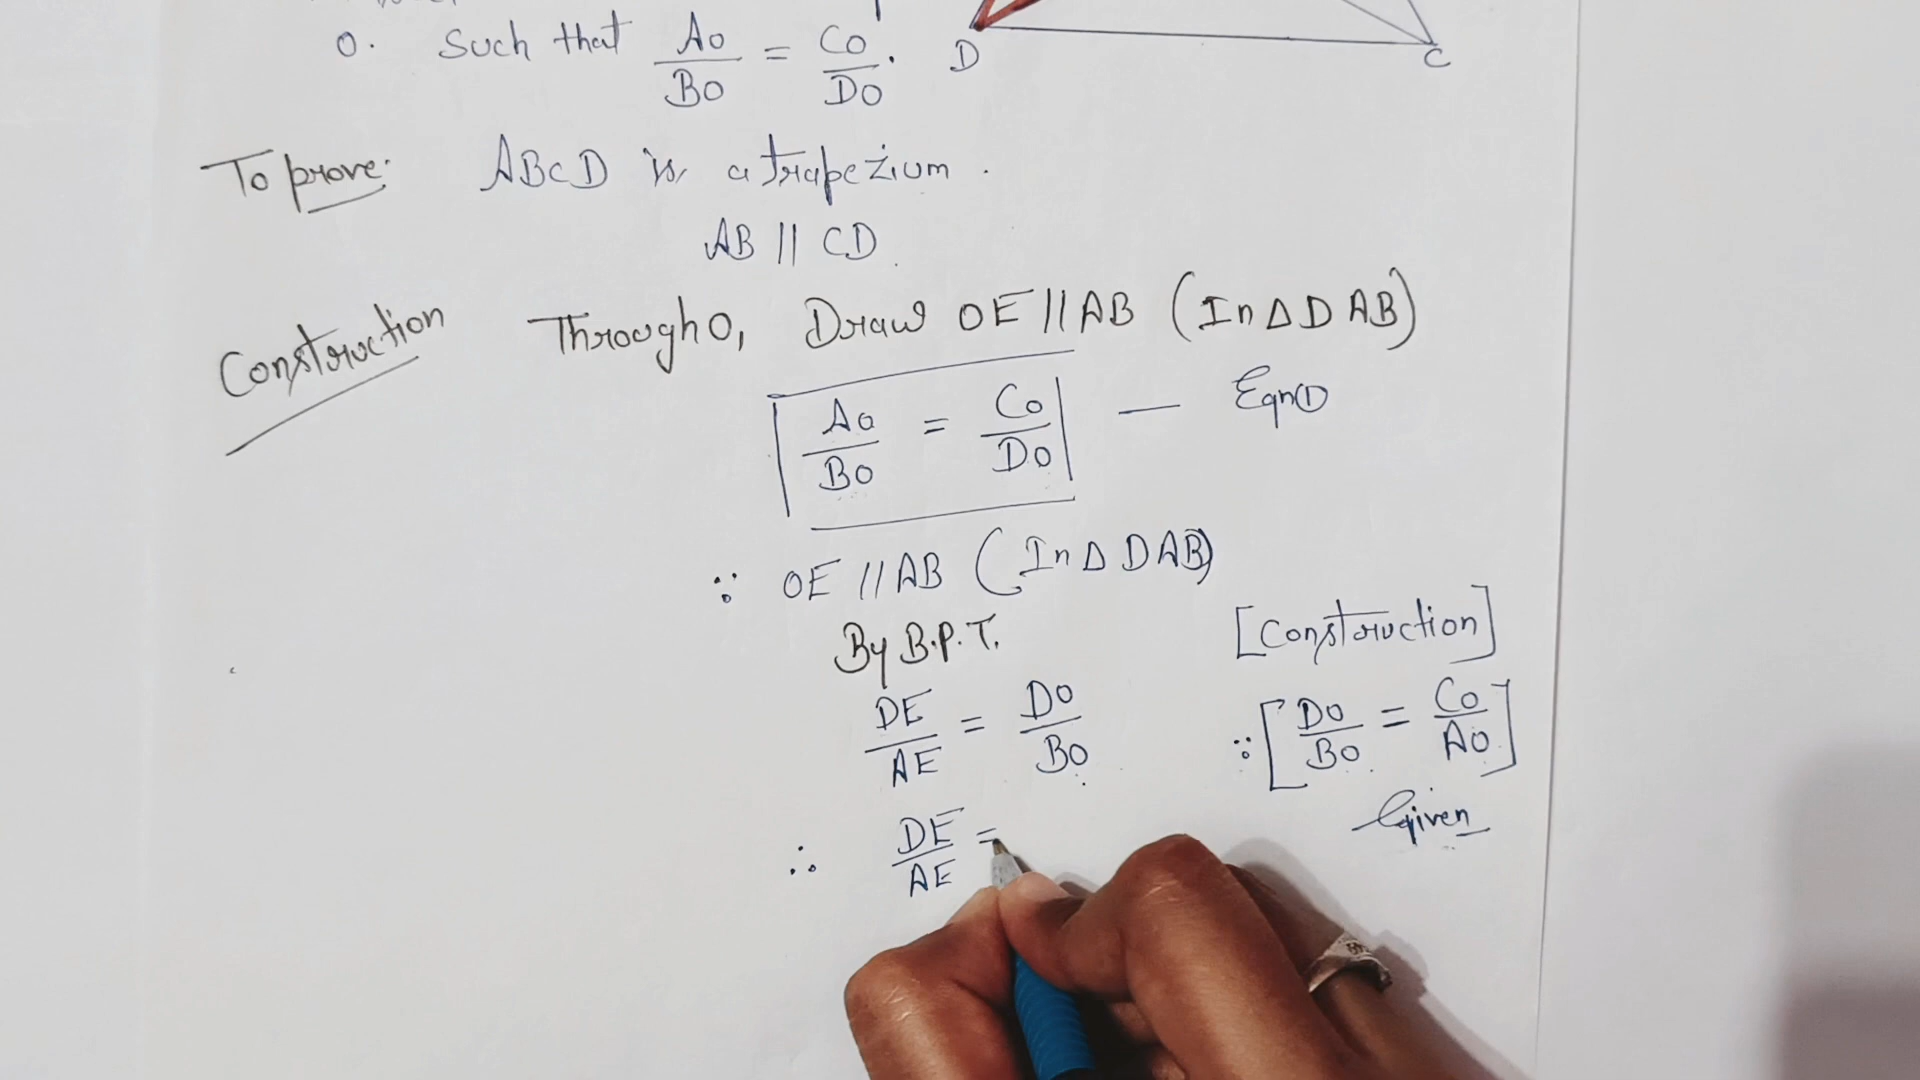 O. Such that AO/BO = CO/DO.
D C
To prove: ABCD is a trapezium.
AB || CD
Construction Through O, Draw OE || AB (In Δ DAB)
AO/BO = CO/DO — Eqn①
∵ OE || AB (In Δ DAB)
[Construction]
By B.P.T.
DE/AE = DO/BO ∵ [DO/BO = CO/AO]
Given
∴ DE/AE =